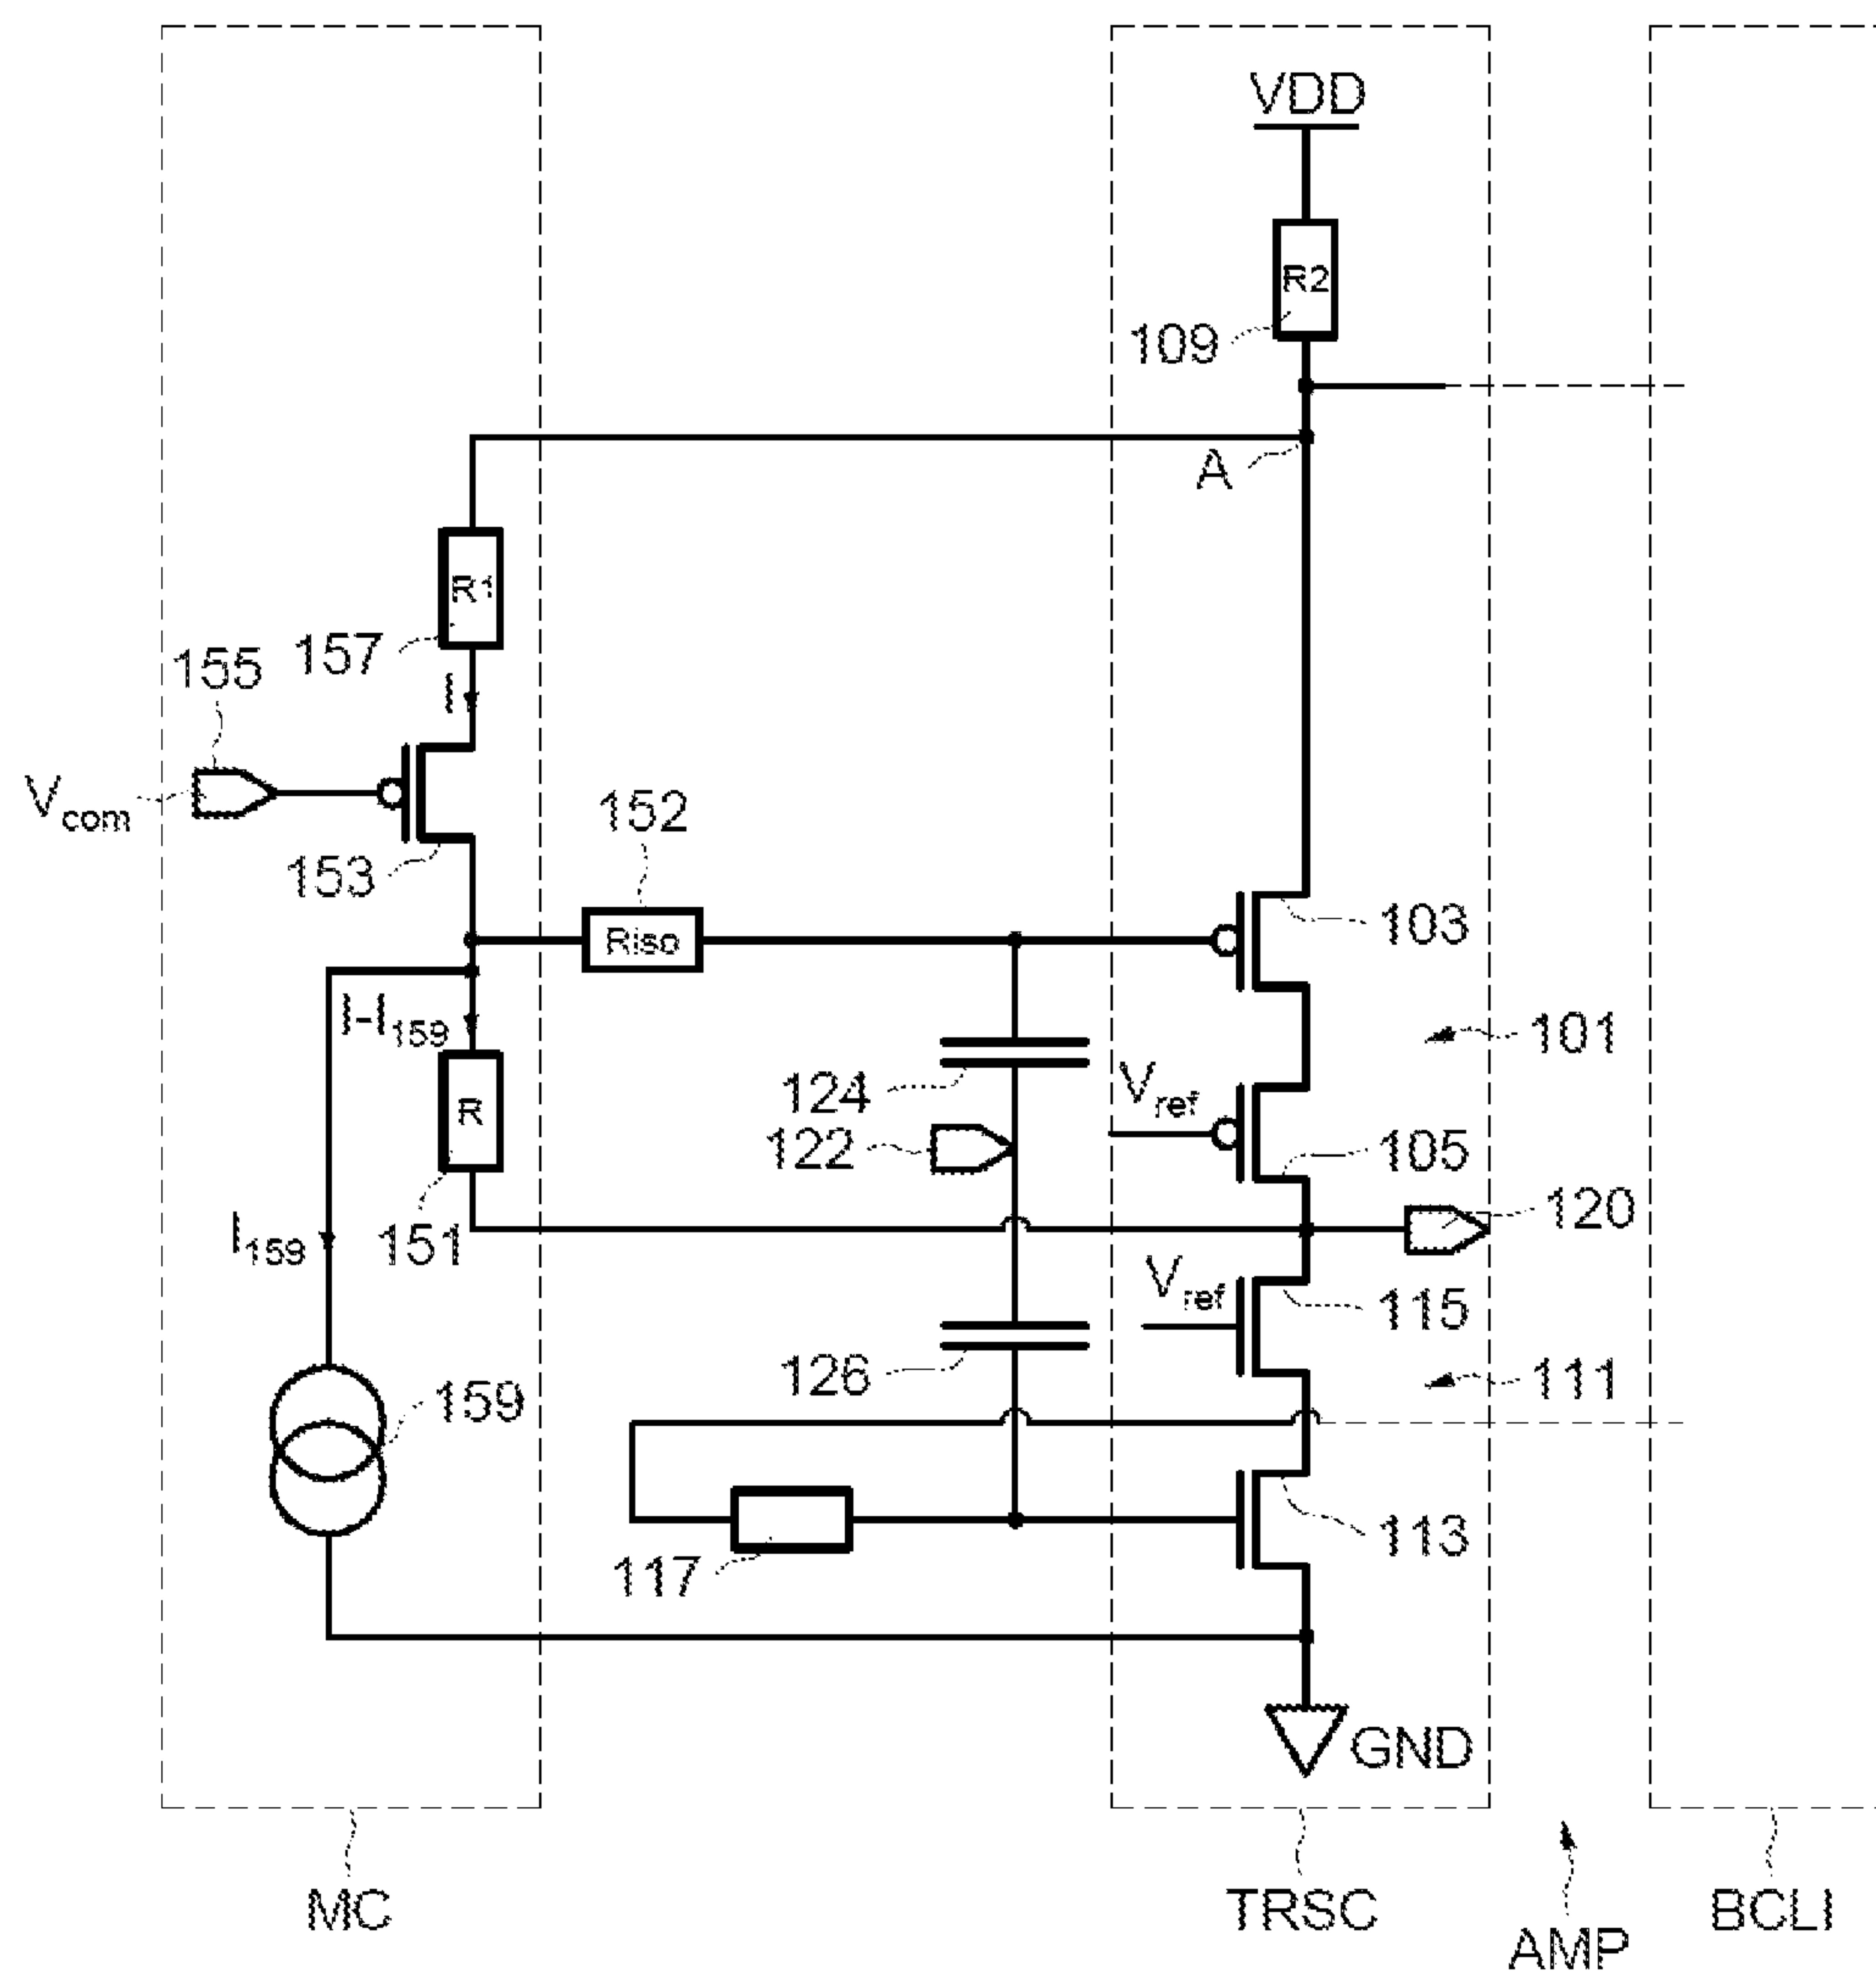 VDD
R2
109
A
R1
157
I
155
Vcom
153
152
Riso
103
I-I159
101
124
Vref
R
122
105
120
I159
151
Vref
115
126
111
159
117
113
GND
MC
TRSC
AMP
BCLI